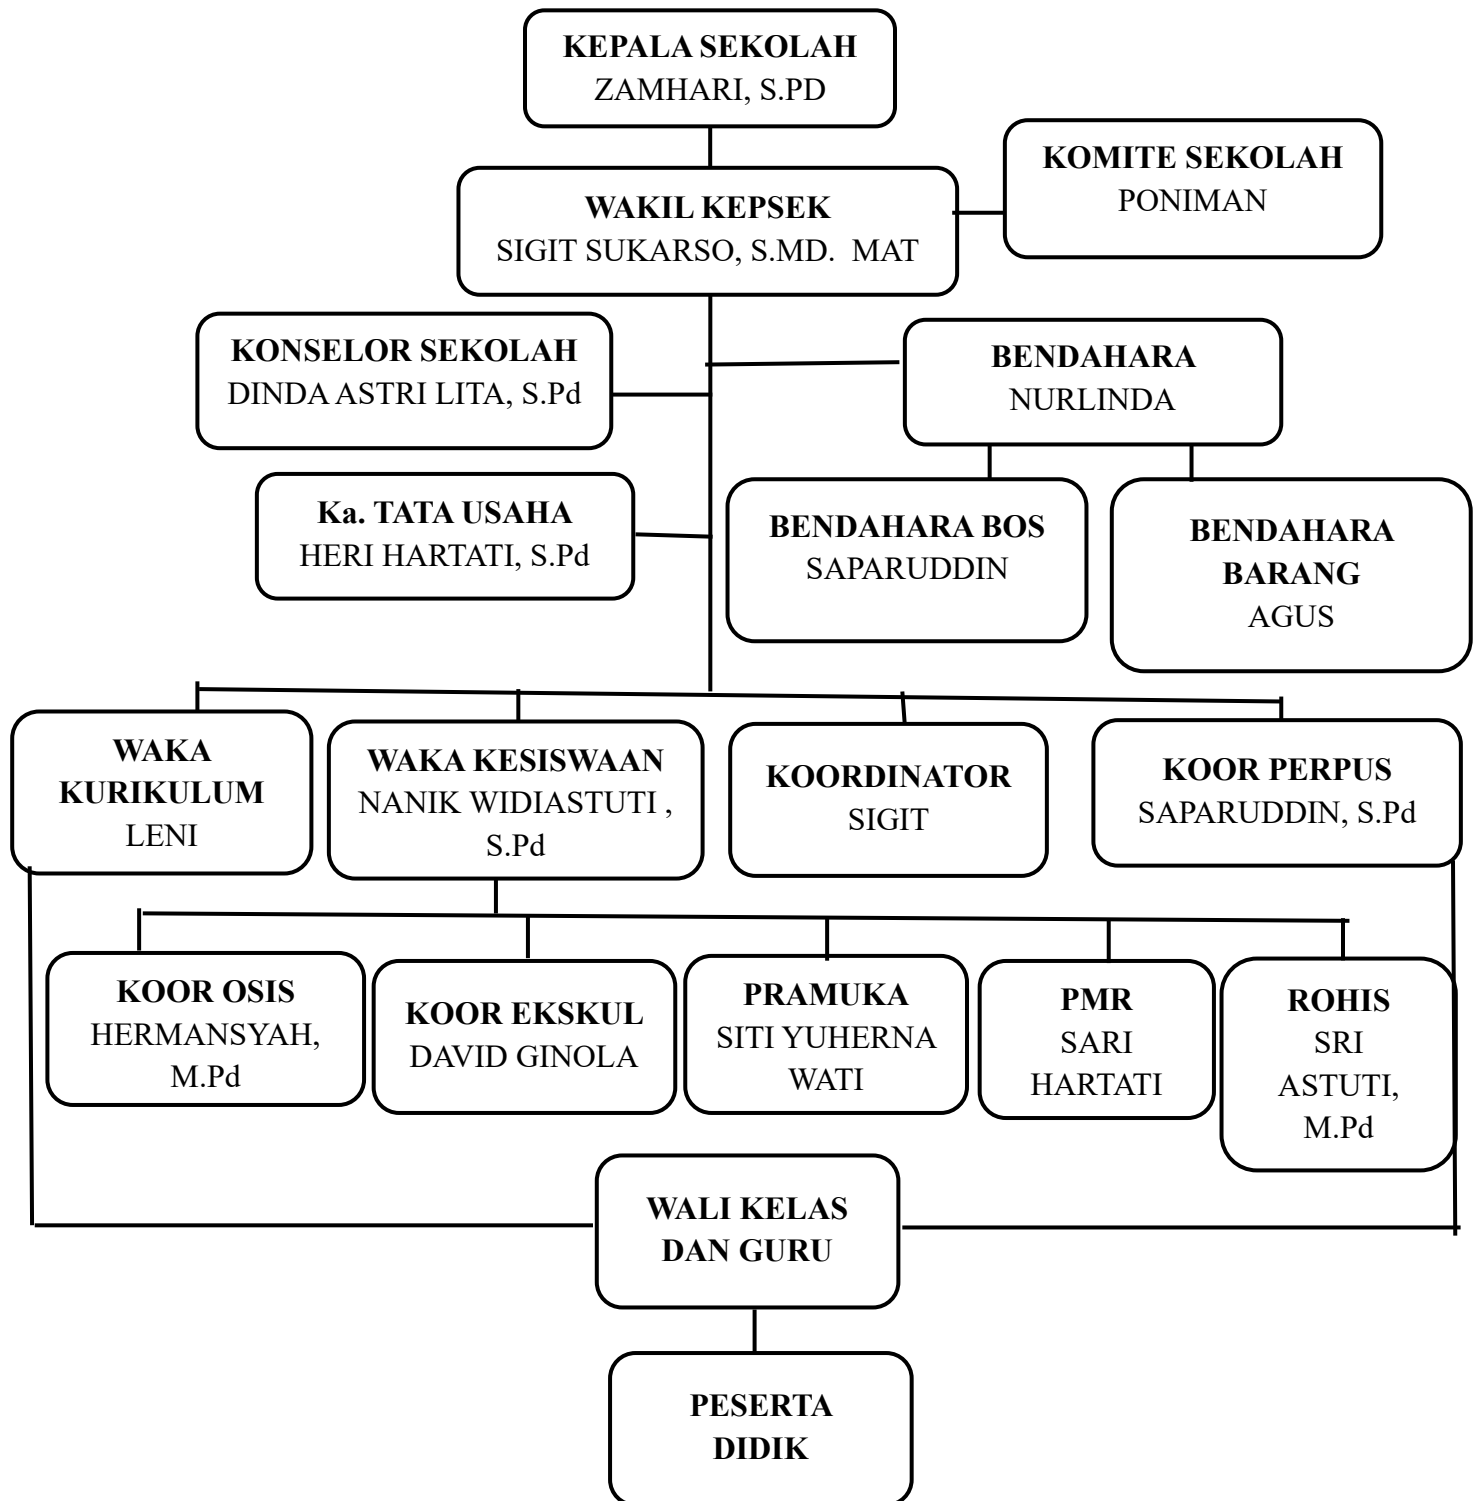 KEPALA SEKOLAH
ZAMHARI, S.PD
KOMITE SEKOLAH
PONIMAN
WAKIL KEPSEK
SIGIT SUKARSO, S.MD.  MAT
KONSELOR SEKOLAH
DINDA ASTRI LITA, S.Pd
BENDAHARA
NURLINDA
Ka. TATA USAHA
HERI HARTATI, S.Pd
BENDAHARA BOS
SAPARUDDIN
BENDAHARA
BARANG
AGUS
WAKA
KURIKULUM
LENI
WAKA KESISWAAN
NANIK WIDIASTUTI ,
S.Pd
KOORDINATOR
SIGIT
KOOR PERPUS
SAPARUDDIN, S.Pd
KOOR OSIS
HERMANSYAH,
M.Pd
KOOR EKSKUL
DAVID GINOLA
PRAMUKA
SITI YUHERNA
WATI
PMR
SARI
HARTATI
ROHIS
SRI
ASTUTI,
M.Pd
WALI KELAS
DAN GURU
PESERTA
DIDIK